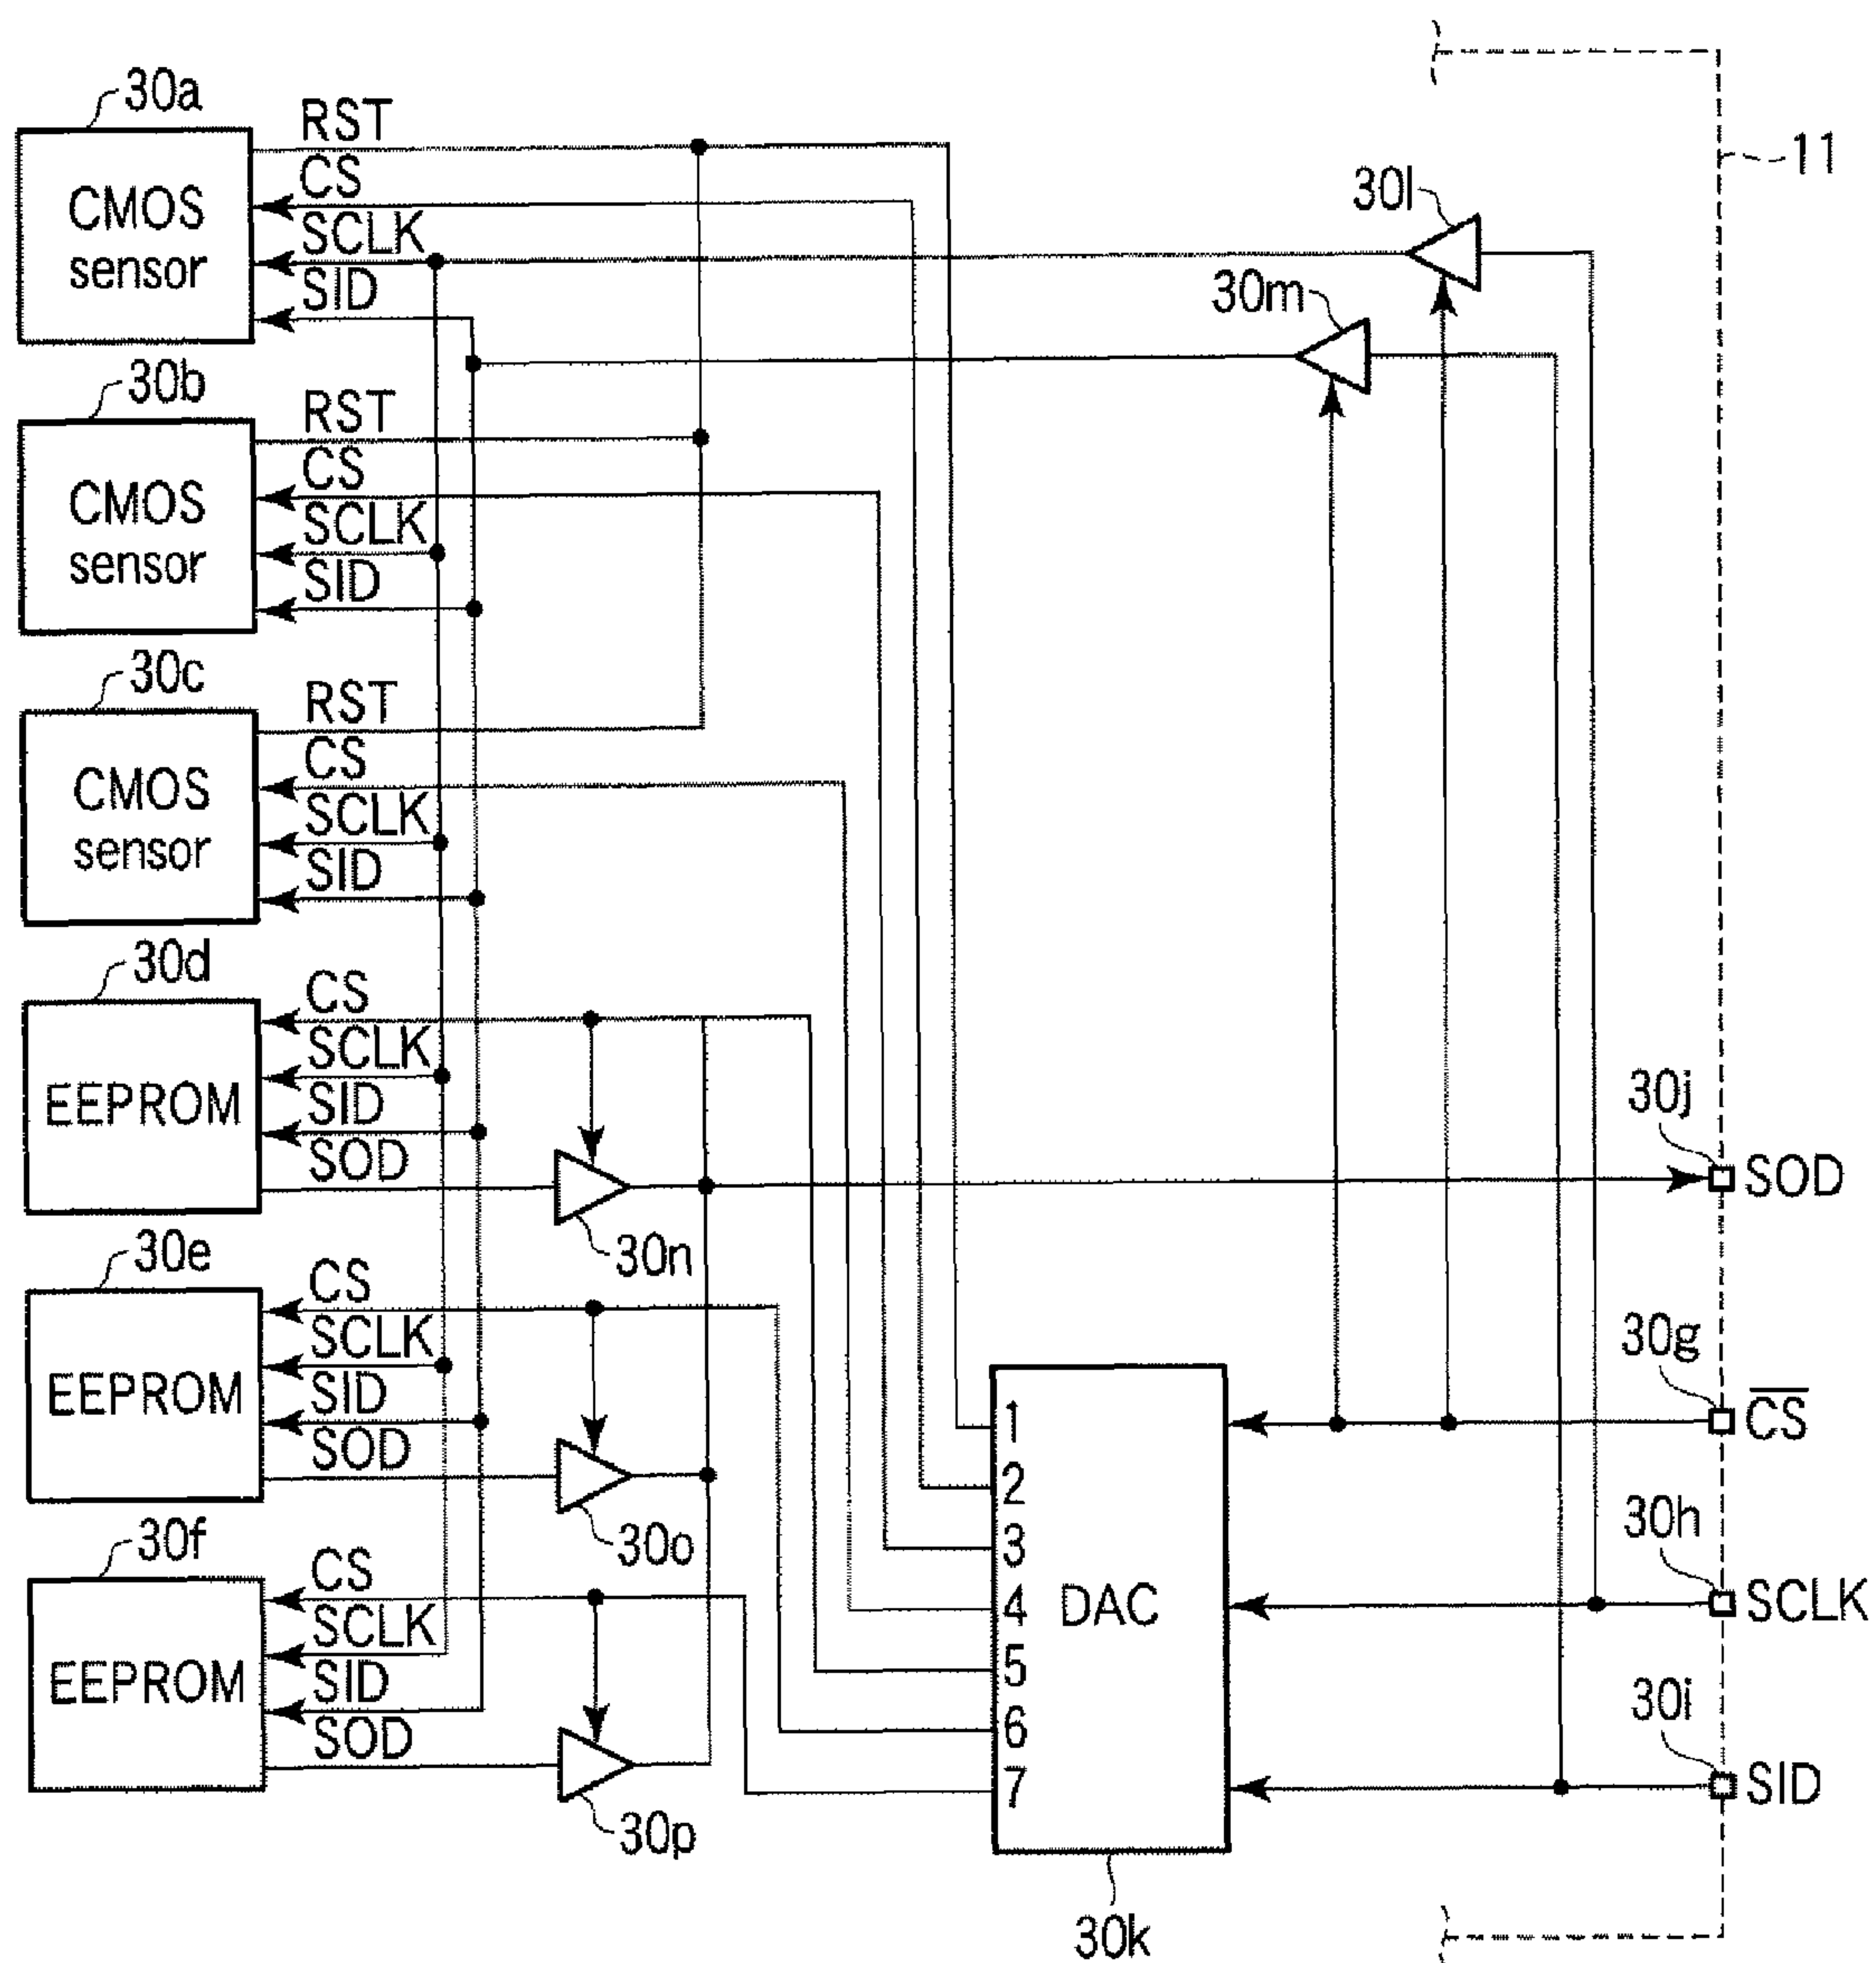 30a
RST
CS
SCLK
SID
CMOS
sensor
11
30l
30m
30b
RST
CS
SCLK
SID
CMOS
sensor
30c
RST
CS
SCLK
SID
CMOS
sensor
30d
CS
SCLK
SID
SOD
EEPROM
30n
30j
SOD
30e
CS
SCLK
SID
SOD
EEPROM
30o
30f
CS
SCLK
SID
SOD
EEPROM
30p
1
2
3
4
5
6
7
DAC
30k
30g
C̅S̅
30h
SCLK
30i
SID